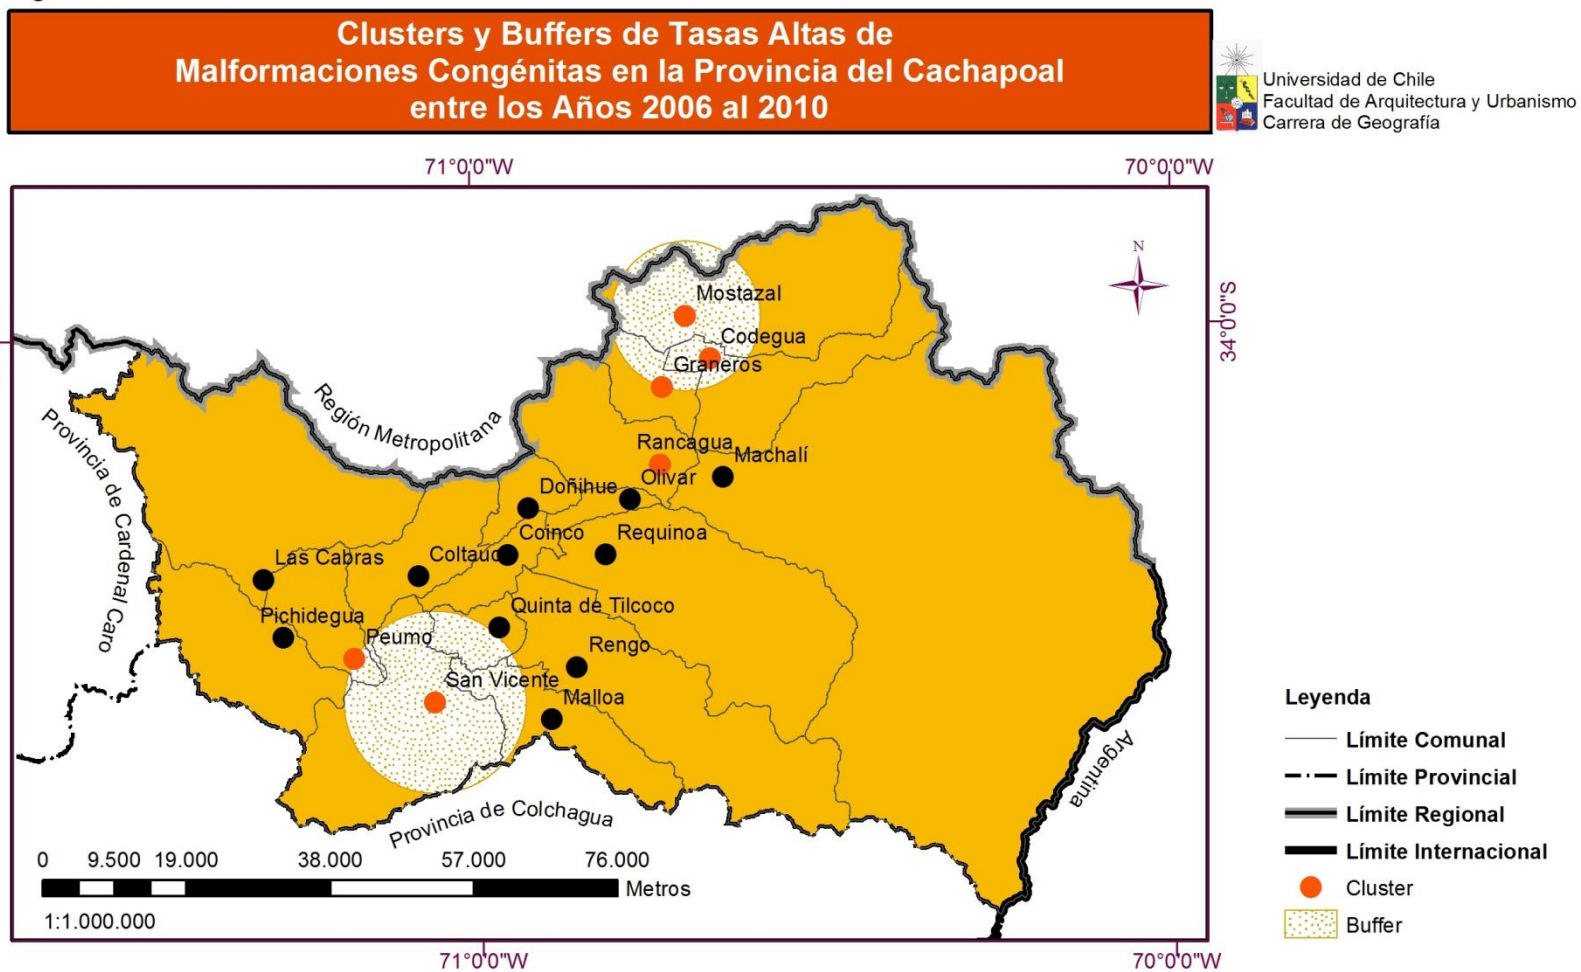 Clusters y Buffers de Tasas Altas de
Malformaciones Congénitas en la Provincia del Cachapoal
entre los Años 2006 al 2010
Universidad de Chile
Facultad de Arquitectura y Urbanismo
Carrera de Geografía
71°0'0"W
70°0'0"W
N
34°0'0"S
Mostazal
Codegua
Graneros
Región Metropolitana
Provincia de Cardenal Caro
Rancagua
Machalí
Olivar
Doñihue
Coinco
Requinoa
Las Cabras
Coltauc
Pichidegua
Quinta de Tilcoco
Peumo
Rengo
San Vicente
Malloa
Argentina
Provincia de Colchagua
0 9.500 19.000 38.000 57.000 76.000
Metros
1:1.000.000
Leyenda
Límite Comunal
Límite Provincial
Límite Regional
Límite Internacional
Cluster
Buffer
71°0'0"W
70°0'0"W